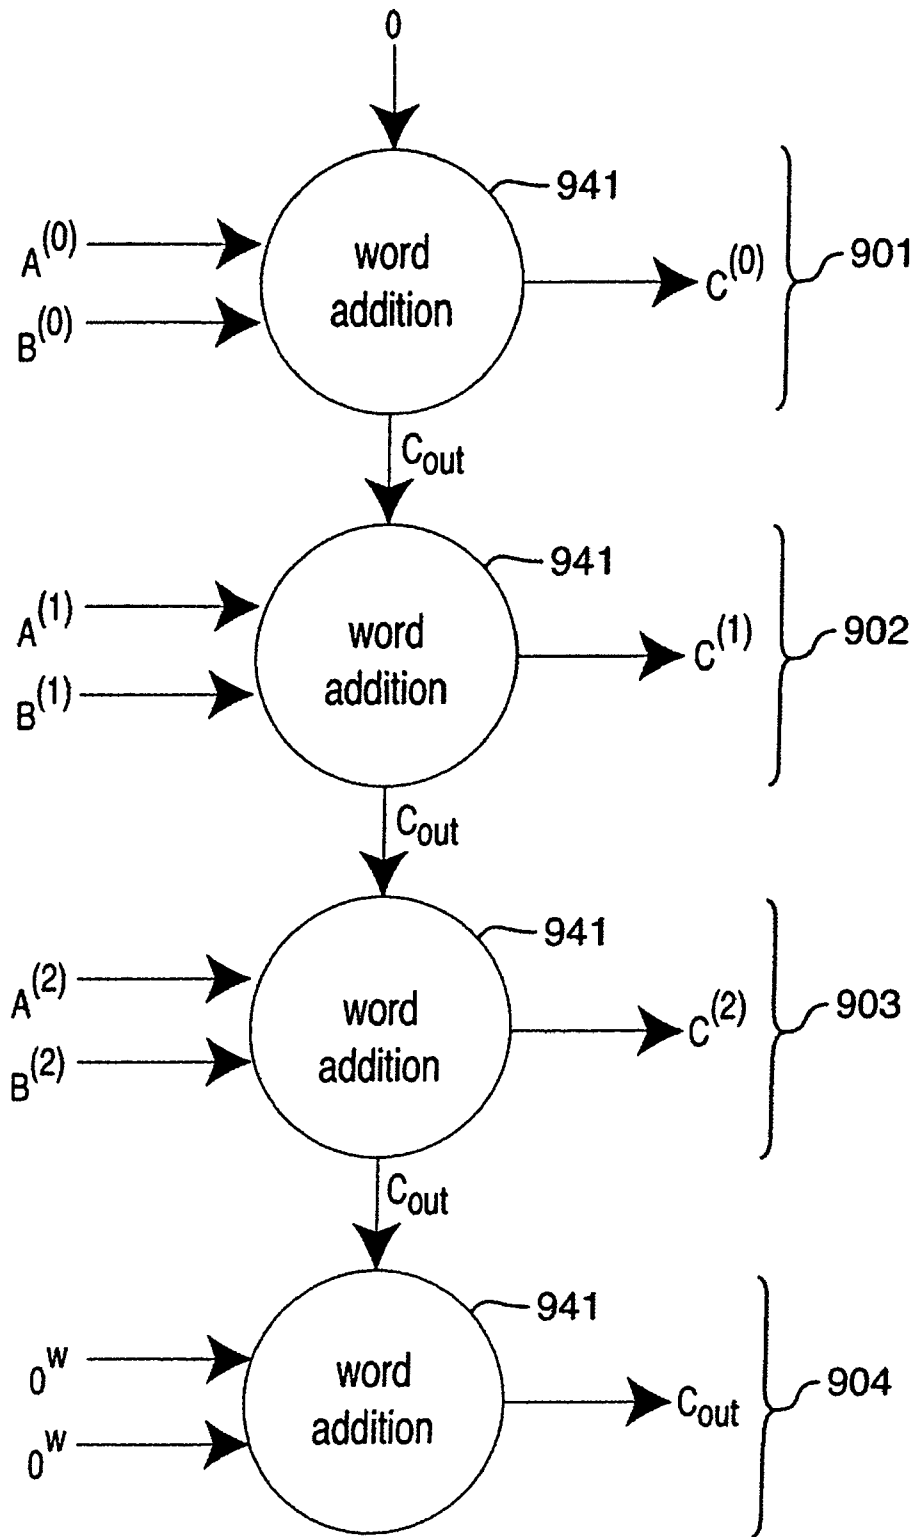 0
941
A(0)
word
addition
C(0)
901
B(0)
Cout
941
A(1)
word
addition
C(1)
902
B(1)
Cout
941
A(2)
word
addition
C(2)
903
B(2)
Cout
941
0w
word
addition
Cout
904
0w